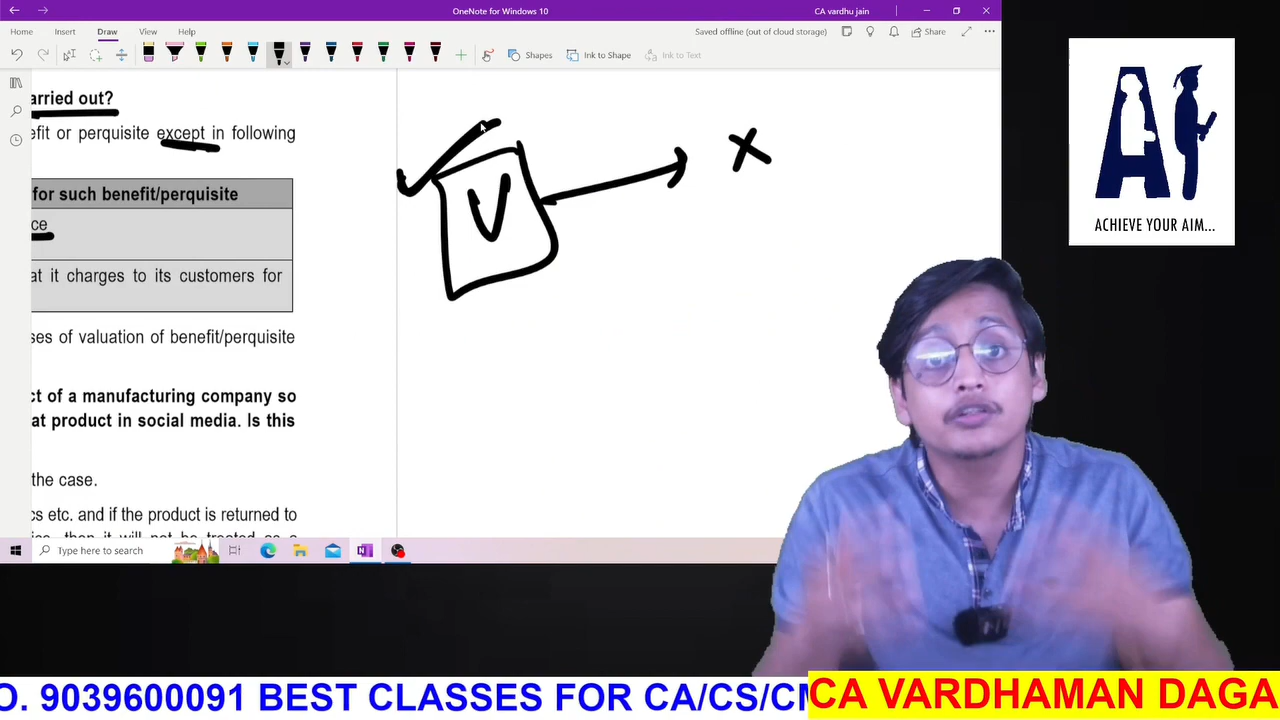 OneNote for Windows 10
CA vardhu jain
Home Insert Draw View Help
Saved offline (out of cloud storage)
Share
Shapes
Ink to Shape
Ink to Text
arried out?
efit or perquisite except in following
for such benefit/perquisite
ce
at it charges to its customers for
ses of valuation of benefit/perquisite
ct of a manufacturing company so
at product in social media. Is this
the case.
cs etc. and if the product is returned to
V
X
AI
ACHIEVE YOUR AIM...
Type here to search
O. 9039600091 BEST CLASSES FOR CA/CS/CM
CA VARDHAMAN DAGA